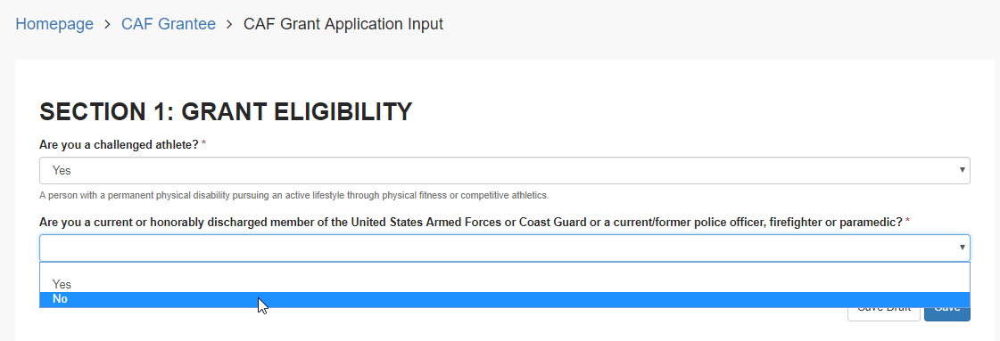 Homepage > CAF Grantee > CAF Grant Application Input
SECTION 1: GRANT ELIGIBILITY
Are you a challenged athlete? *
Yes
A person with a permanent physical disability pursuing an active lifestyle through physical fitness or competitive athletics.
Are you a current or honorably discharged member of the United States Armed Forces or Coast Guard or a current/former police officer, firefighter or paramedic? *
Yes
No
Save Draft Save